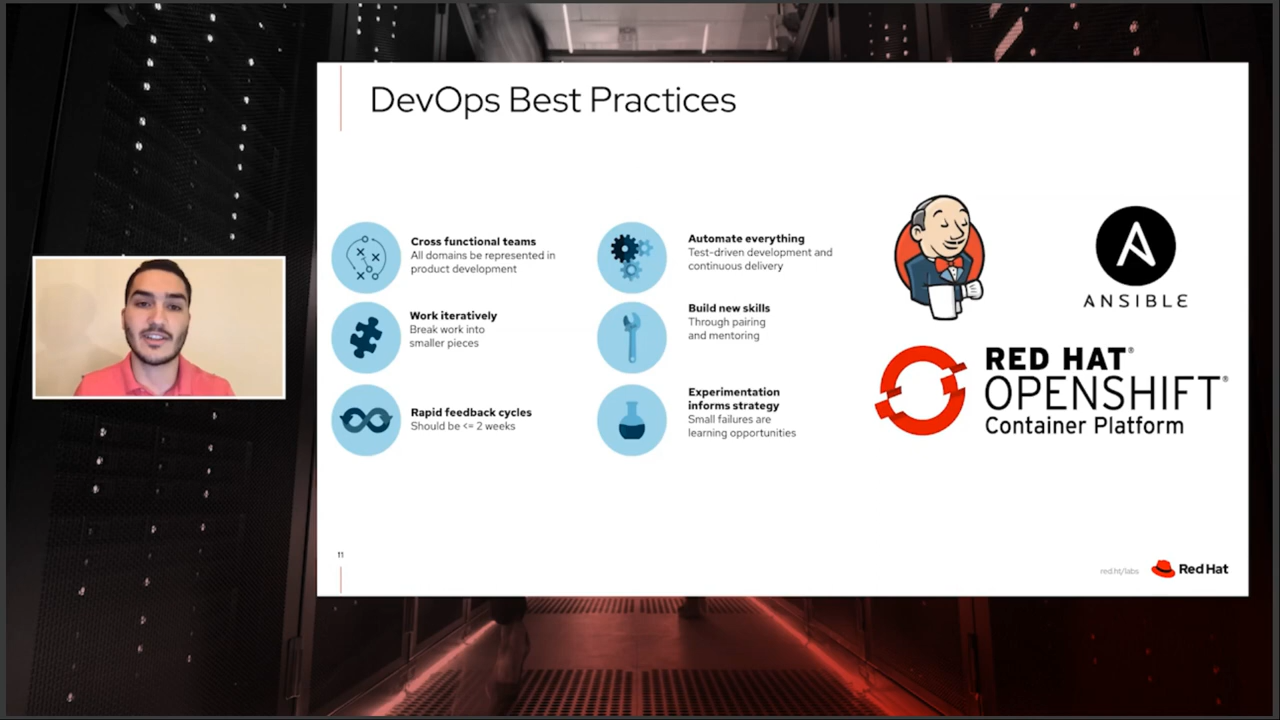 DevOps Best Practices
Cross functional teams
All domains be represented in
product development
Work iteratively
Break work into
smaller pieces
Rapid feedback cycles
Should be <= 2 weeks
Automate everything
Test-driven development and
continuous delivery
Build new skills
Through pairing
and mentoring
Experimentation
informs strategy
Small failures are
learning opportunities
ANSIBLE
RED HAT®
OPENSHIFT®
Container Platform
11
red.ht/labs
Red Hat